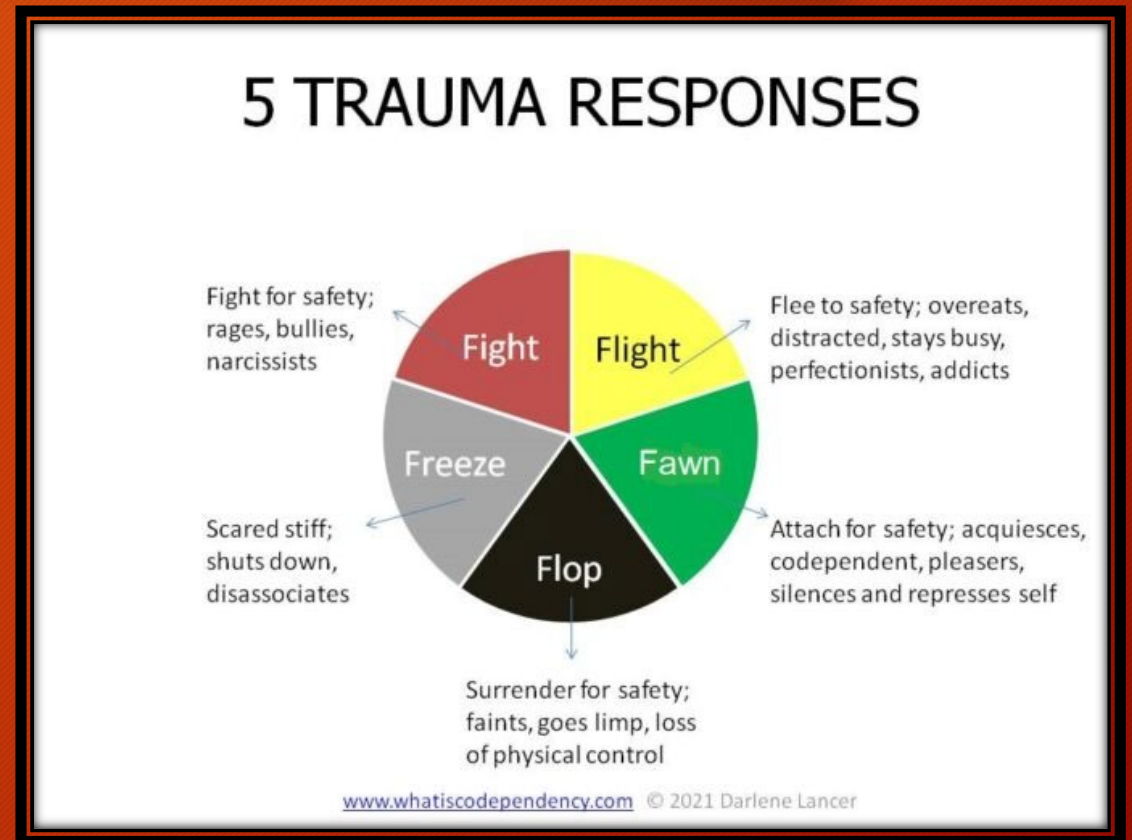 5 TRAUMA RESPONSES
Fight for safety;
rages, bullies,
narcissists
Fight
Flight
Flee to safety; overeats,
distracted, stays busy,
perfectionists, addicts
Freeze
Fawn
Scared stiff;
shuts down,
disassociates
Flop
Attach for safety; acquiesces,
codependent, pleasers,
silences and represses self
Surrender for safety;
faints, goes limp, loss
of physical control
www.whatiscodependency.com © 2021 Darlene Lancer